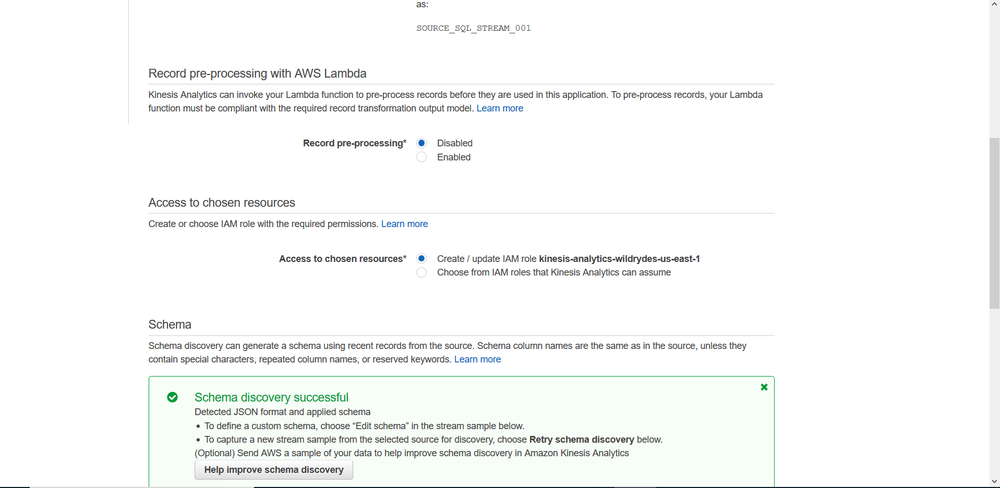 as:
SOURCE_SQL_STREAM_001
Record pre-processing with AWS Lambda
Kinesis Analytics can invoke your Lambda function to pre-process records before they are used in this application. To pre-process records, your Lambda
function must be compliant with the required record transformation output model. Learn more
Record pre-processing* Disabled
Enabled
Access to chosen resources
Create or choose IAM role with the required permissions. Learn more
Access to chosen resources* Create / update IAM role kinesis-analytics-wildrydes-us-east-1
Choose from IAM roles that Kinesis Analytics can assume
Schema
Schema discovery can generate a schema using recent records from the source. Schema column names are the same as in the source, unless they
contain special characters, repeated column names, or reserved keywords. Learn more
Schema discovery successful
Detected JSON format and applied schema
• To define a custom schema, choose “Edit schema” in the stream sample below.
• To capture a new stream sample from the selected source for discovery, choose Retry schema discovery below.
(Optional) Send AWS a sample of your data to help improve schema discovery in Amazon Kinesis Analytics
Help improve schema discovery